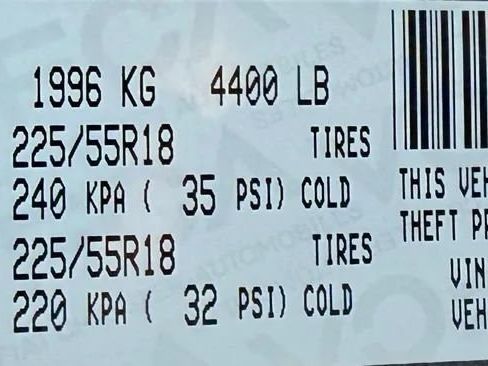 1996 KG 4400 LB
225/55R18 TIRES
240 KPA ( 35 PSI) COLD
THIS VEH
THEFT PR
225/55R18 TIRES
220 KPA ( 32 PSI) COLD
VIN
VEH